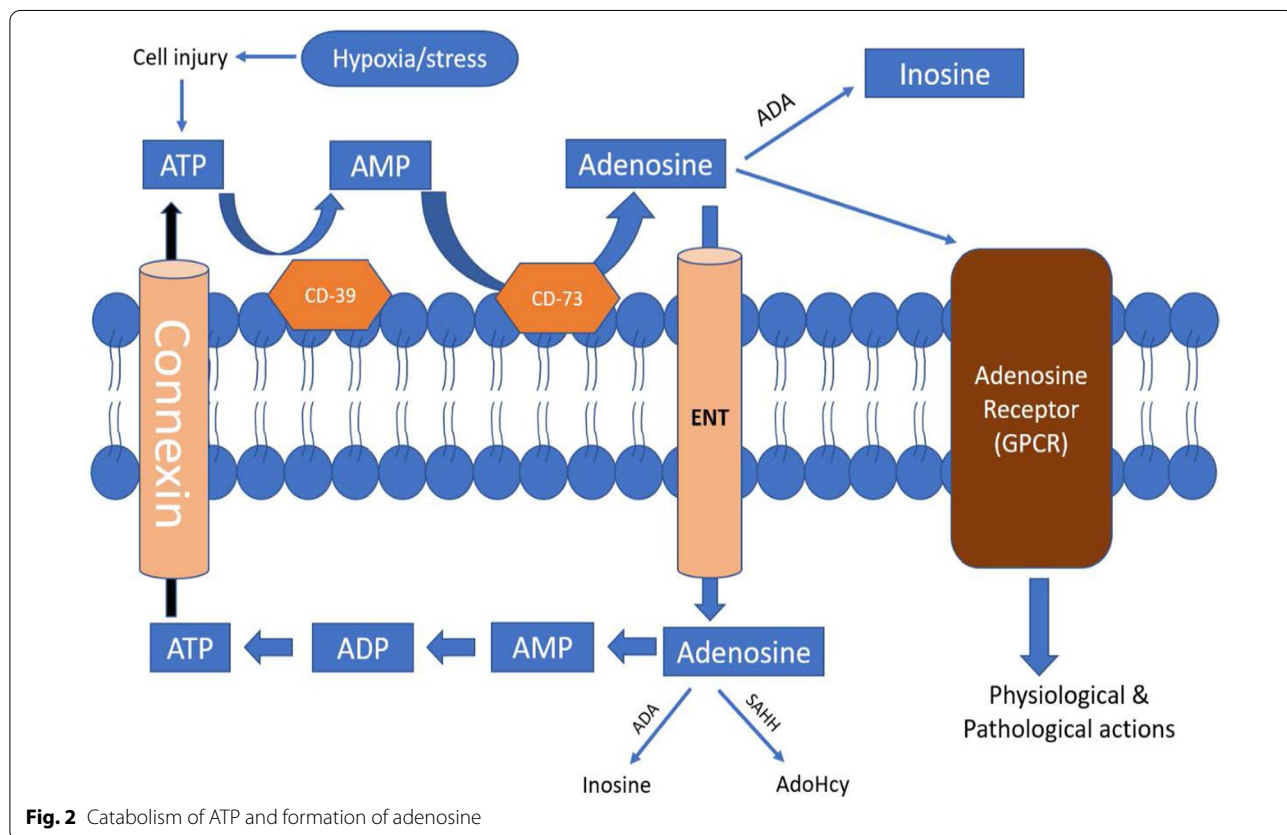 Cell injury
Hypoxia/stress
Inosine
ADA
ATP
AMP
Adenosine
CD-39
CD-73
Connexin
ENT
Adenosine
Receptor
(GPCR)
ATP
ADP
AMP
Adenosine
ADA
SAHH
Inosine
AdoHcy
Physiological &
Pathological actions
Fig. 2 Catabolism of ATP and formation of adenosine